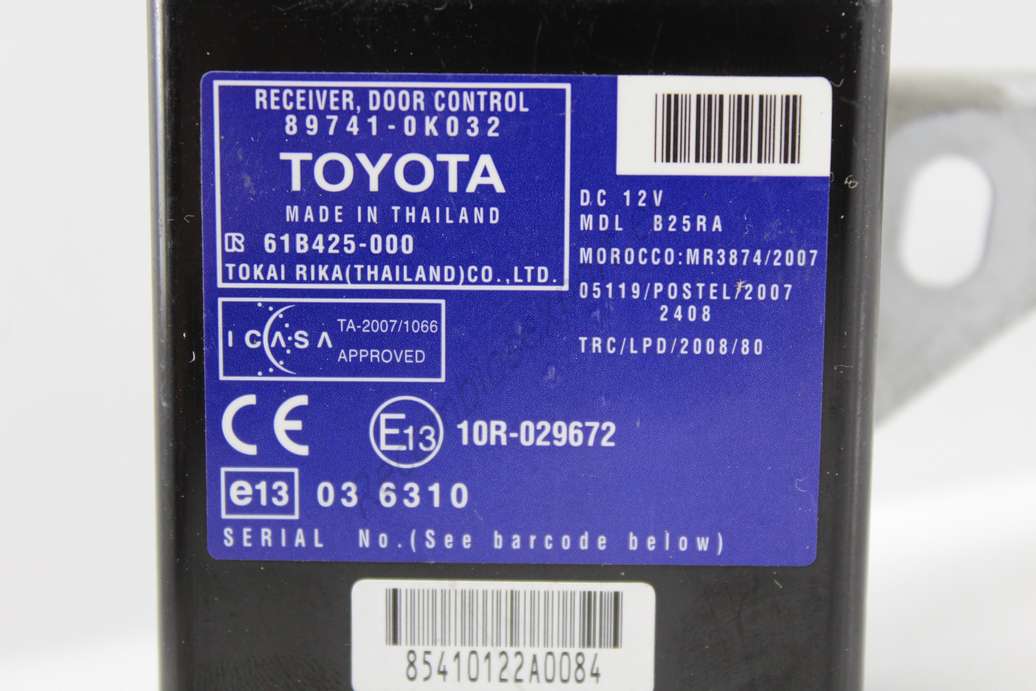 RECEIVER, DOOR CONTROL
89741-0K032
TOYOTA
MADE IN THAILAND
R 61B425-000
TOKAI RIKA(THAILAND)CO.,LTD.
DC 12V
MDL B25RA
MOROCCO:MR3874/2007
05119/POSTEL/2007
2408
TRC/LPD/2008/80
ICASA
TA-2007/1066
APPROVED
CE
E13 10R-029672
e13 03 6310
SERIAL No.(See barcode below)
85410122A0084